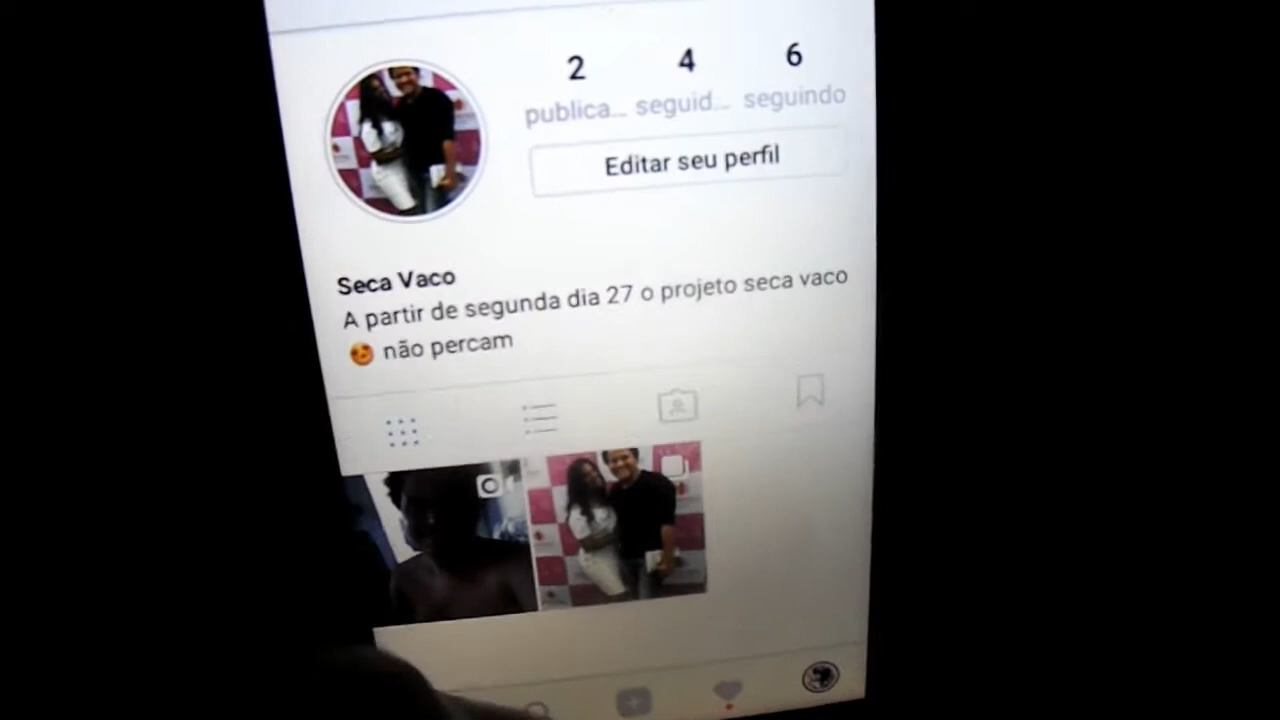 2 4 6
publica... seguid... seguindo
Editar seu perfil
Seca Vaco
A partir de segunda dia 27 o projeto seca vaco
😍 não percam